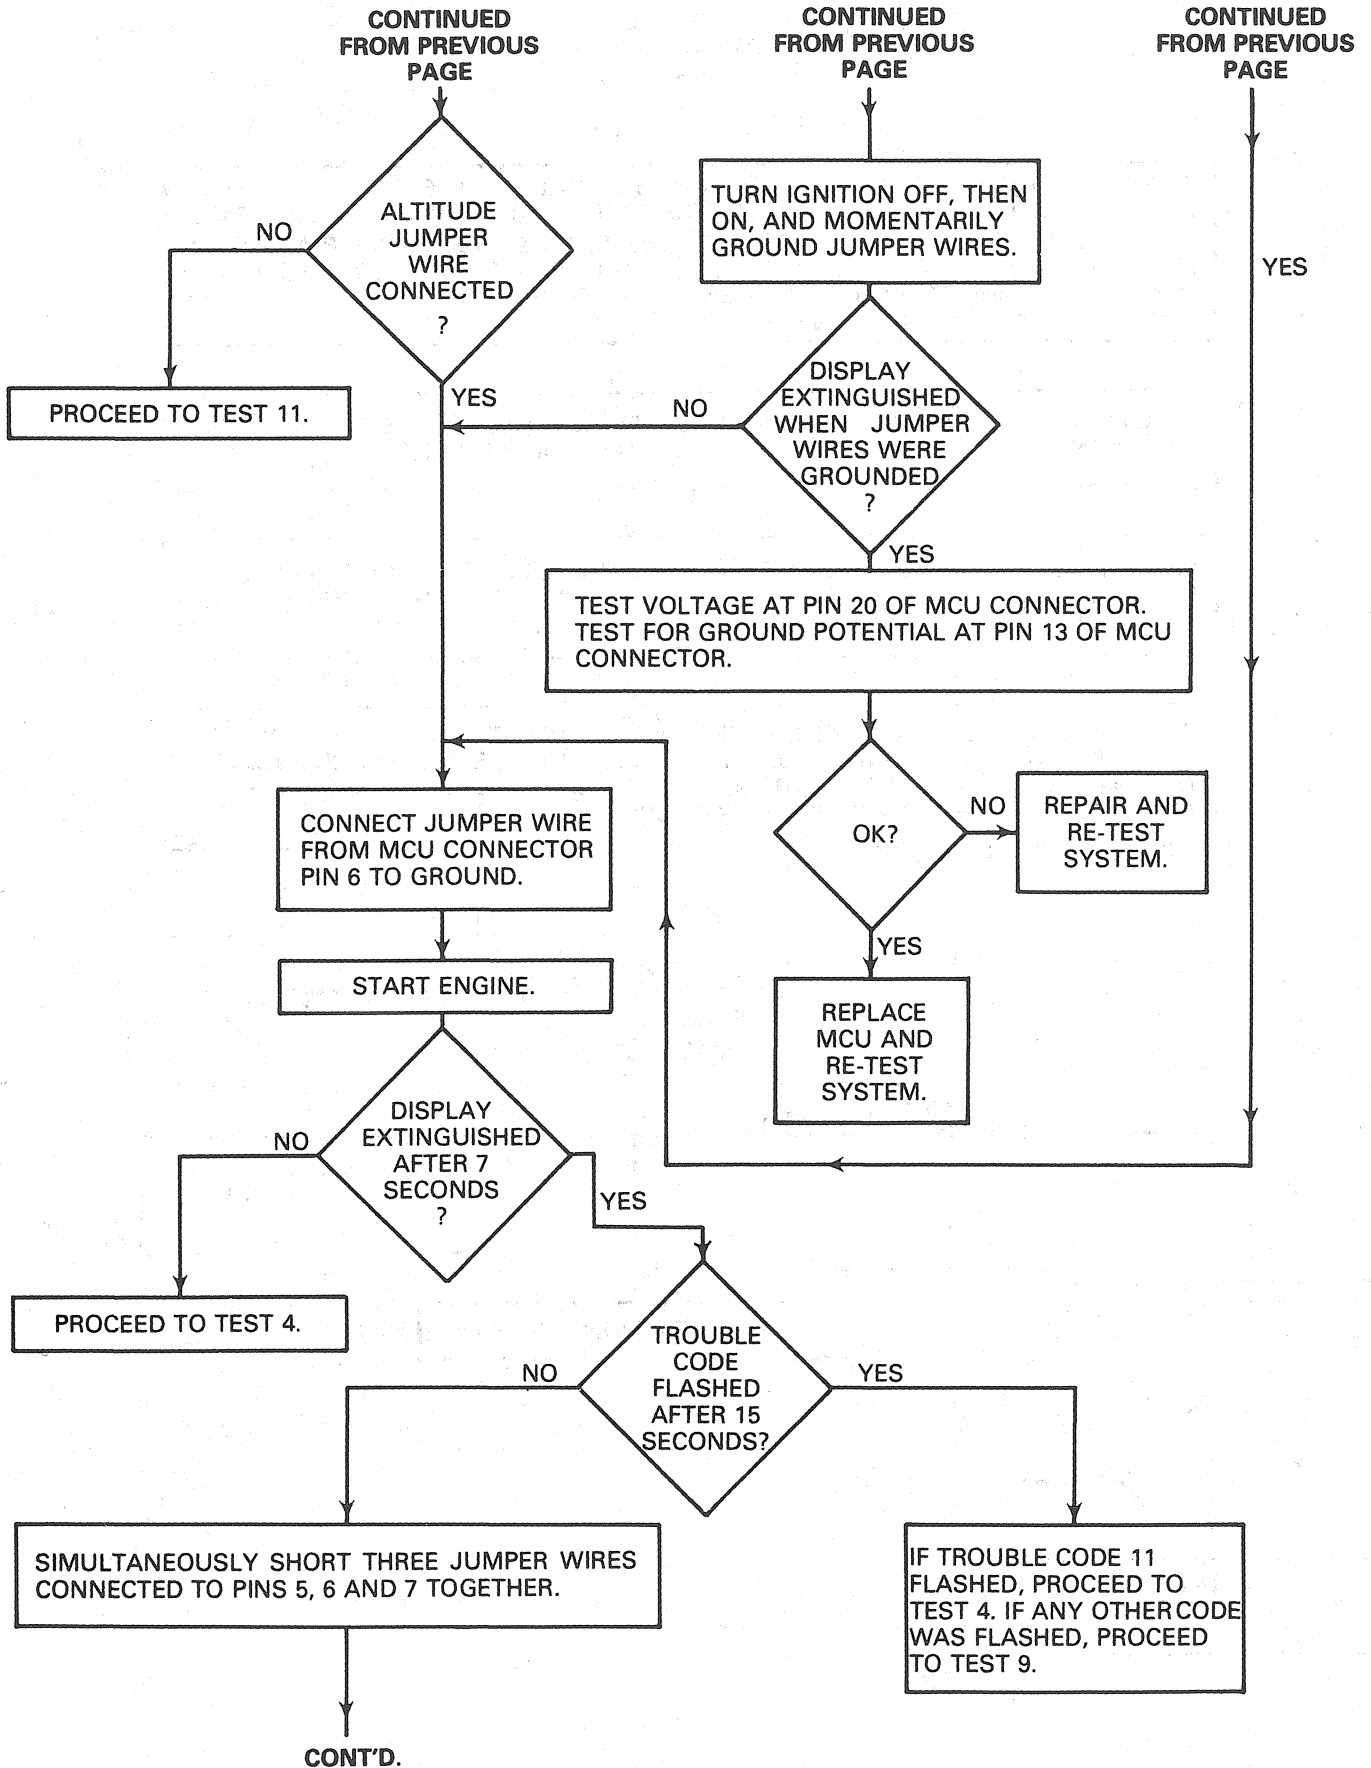 CONTINUED
FROM PREVIOUS
PAGE
CONTINUED
FROM PREVIOUS
PAGE
CONTINUED
FROM PREVIOUS
PAGE
ALTITUDE
JUMPER
WIRE
CONNECTED
?
NO
YES
PROCEED TO TEST 11.
TURN IGNITION OFF, THEN
ON, AND MOMENTARILY
GROUND JUMPER WIRES.
YES
DISPLAY
EXTINGUISHED
WHEN JUMPER
WIRES WERE
GROUNDED
?
NO
YES
TEST VOLTAGE AT PIN 20 OF MCU CONNECTOR.
TEST FOR GROUND POTENTIAL AT PIN 13 OF MCU
CONNECTOR.
OK?
NO
REPAIR AND
RE-TEST
SYSTEM.
YES
REPLACE
MCU AND
RE-TEST
SYSTEM.
CONNECT JUMPER WIRE
FROM MCU CONNECTOR
PIN 6 TO GROUND.
START ENGINE.
DISPLAY
EXTINGUISHED
AFTER 7
SECONDS
?
NO
YES
PROCEED TO TEST 4.
TROUBLE
CODE
FLASHED
AFTER 15
SECONDS?
NO
YES
SIMULTANEOUSLY SHORT THREE JUMPER WIRES
CONNECTED TO PINS 5, 6 AND 7 TOGETHER.
IF TROUBLE CODE 11
FLASHED, PROCEED TO
TEST 4. IF ANY OTHER CODE
WAS FLASHED, PROCEED
TO TEST 9.
CONT'D.